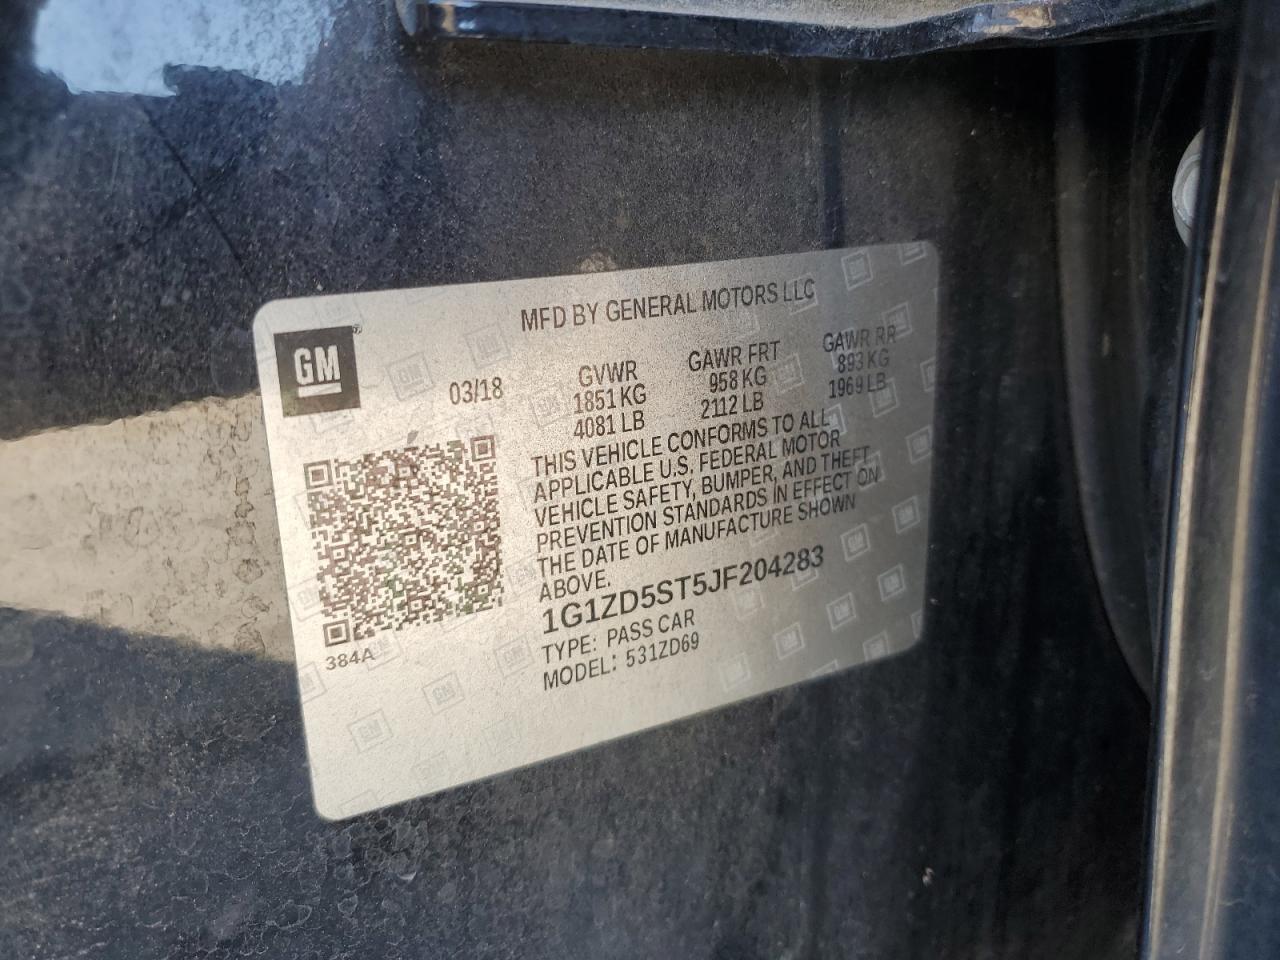 MFD BY GENERAL MOTORS LLC
GM®
03/18
GVWR GAWR FRT GAWR RR
1851 KG 958 KG 893 KG
4081 LB 2112 LB 1969 LB
THIS VEHICLE CONFORMS TO ALL
APPLICABLE U.S. FEDERAL MOTOR
VEHICLE SAFETY, BUMPER, AND THEFT
PREVENTION STANDARDS IN EFFECT ON
THE DATE OF MANUFACTURE SHOWN
ABOVE.
1G1ZD5ST5JF204283
TYPE: PASS CAR
MODEL: 531ZD69
384A